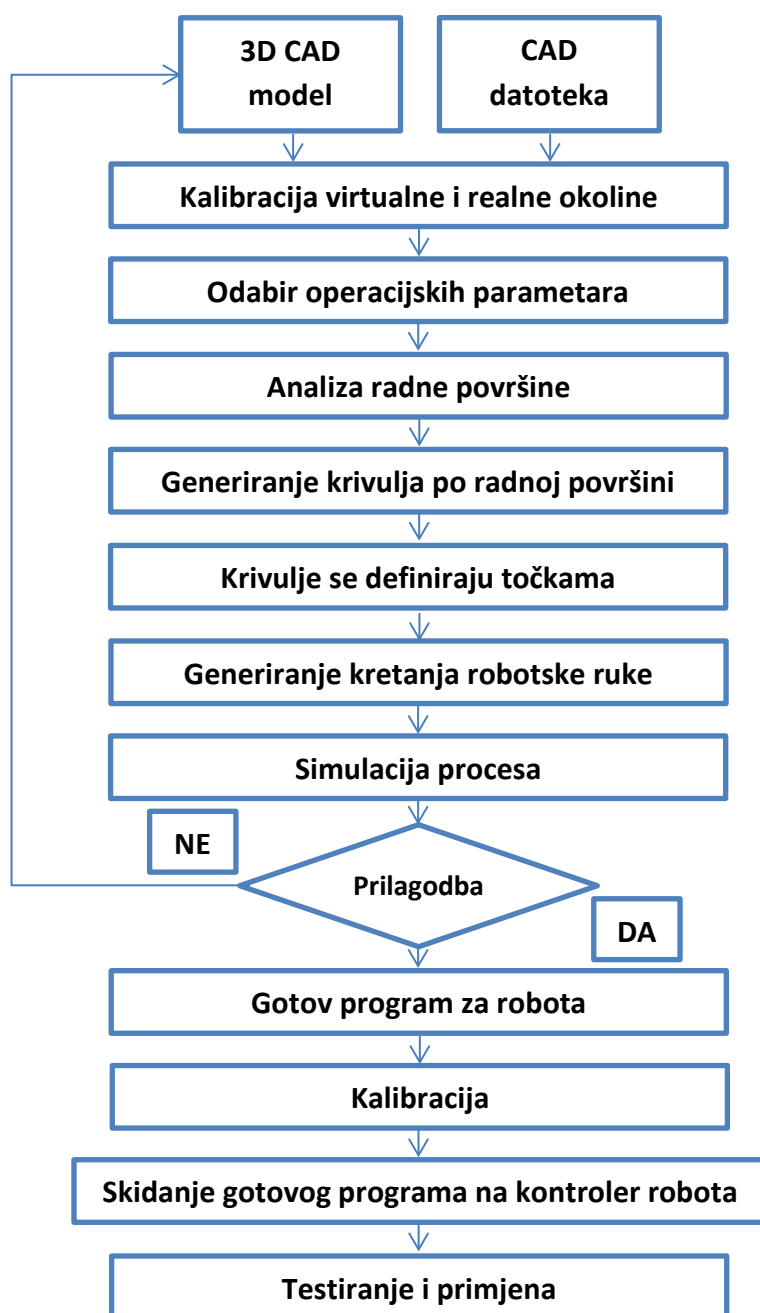 3D CAD
model
CAD
datoteka
Kalibracija virtualne i realne okoline
Odabir operacijskih parametara
Analiza radne površine
Generiranje krivulja po radnoj površini
Krivulje se definiraju točkama
Generiranje kretanja robotske ruke
Simulacija procesa
NE
Prilagodba
DA
Gotov program za robota
Kalibracija
Skidanje gotovog programa na kontroler robota
Testiranje i primjena